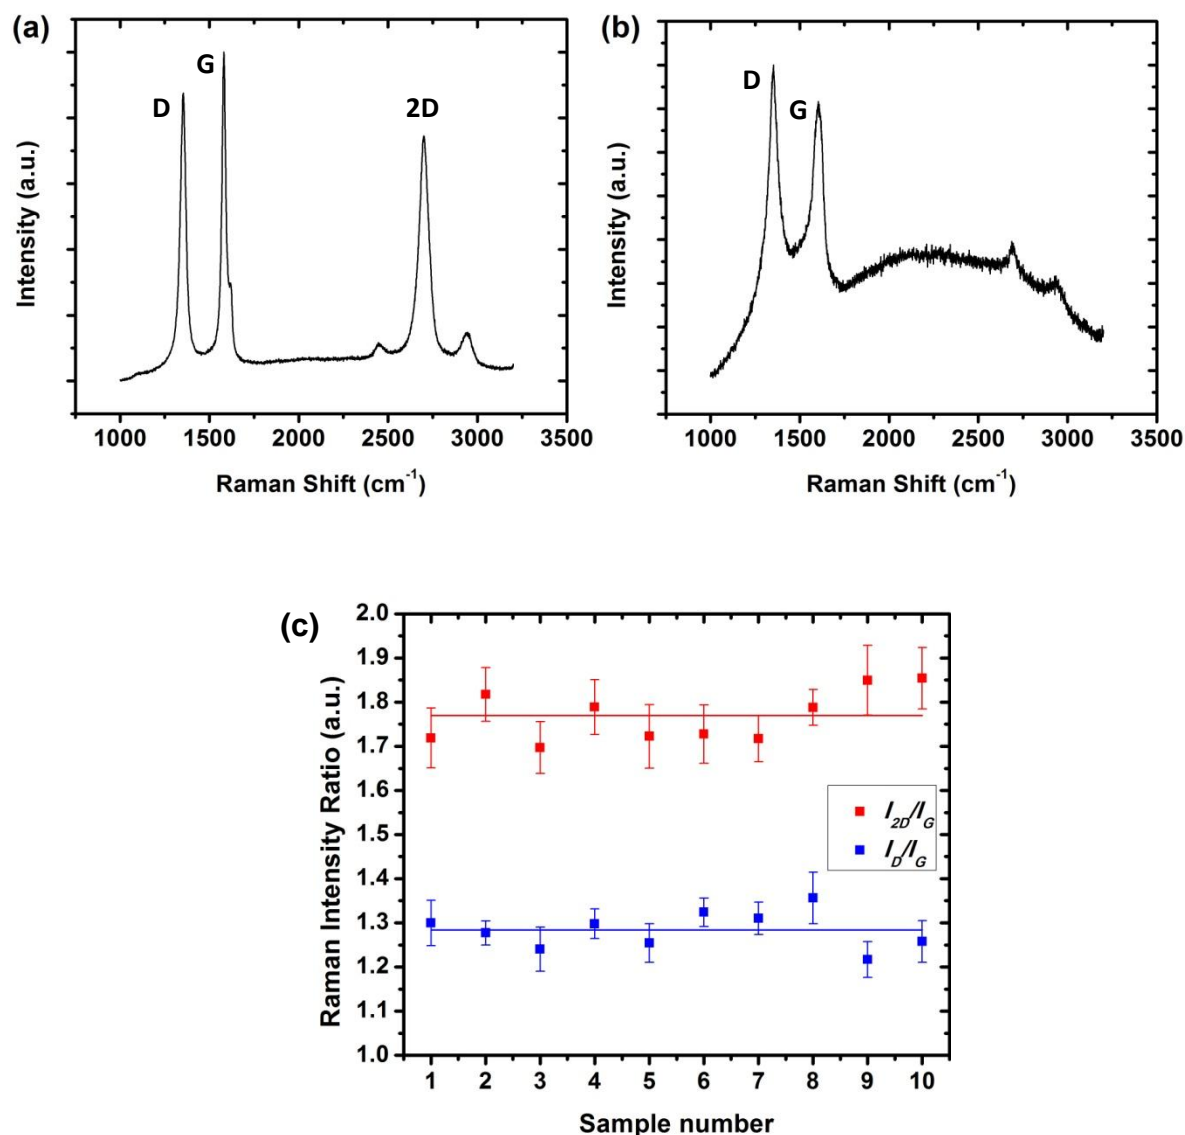 (a)
D
G
2D
Intensity (a.u.)
1000 1500 2000 2500 3000 3500
Raman Shift (cm-1)
(b)
D
G
Intensity (a.u.)
1000 1500 2000 2500 3000 3500
Raman Shift (cm-1)
(c)
2.0
1.9
1.8
1.7
1.6
1.5
1.4
1.3
1.2
1.1
1.0
Raman Intensity Ratio (a.u.)
I2D/IG
ID/IG
1 2 3 4 5 6 7 8 9 10
Sample number